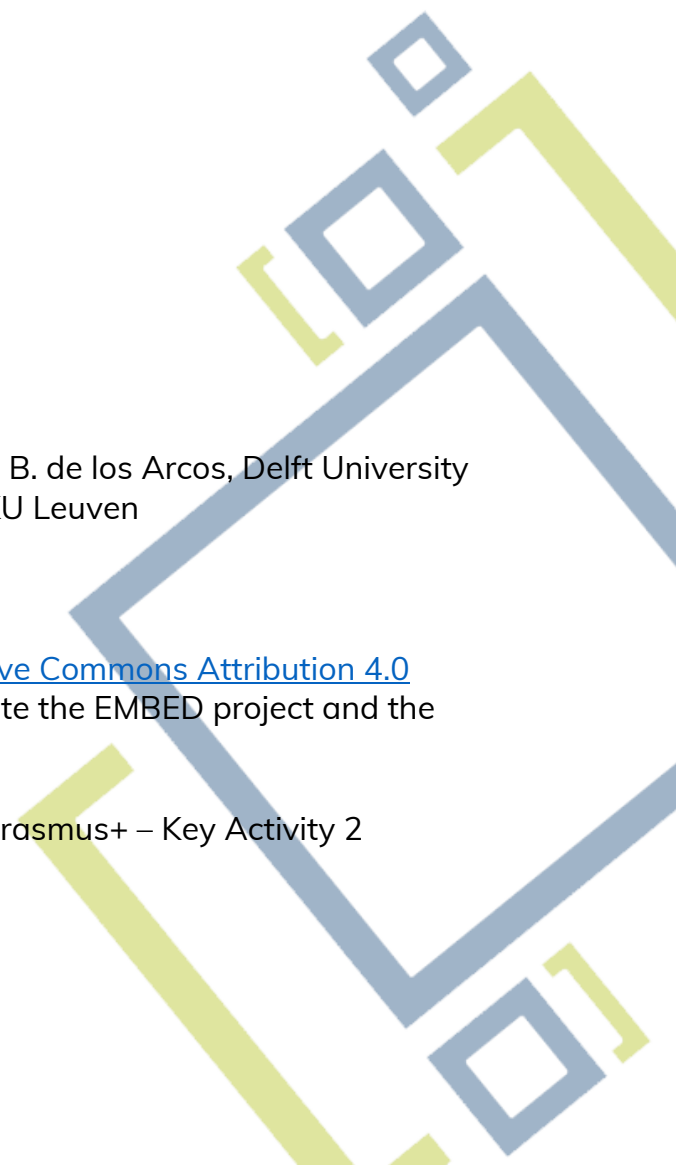 B. de los Arcos, Delft University
U Leuven
ve Commons Attribution 4.0
te the EMBED project and the
rasmus+ – Key Activity 2